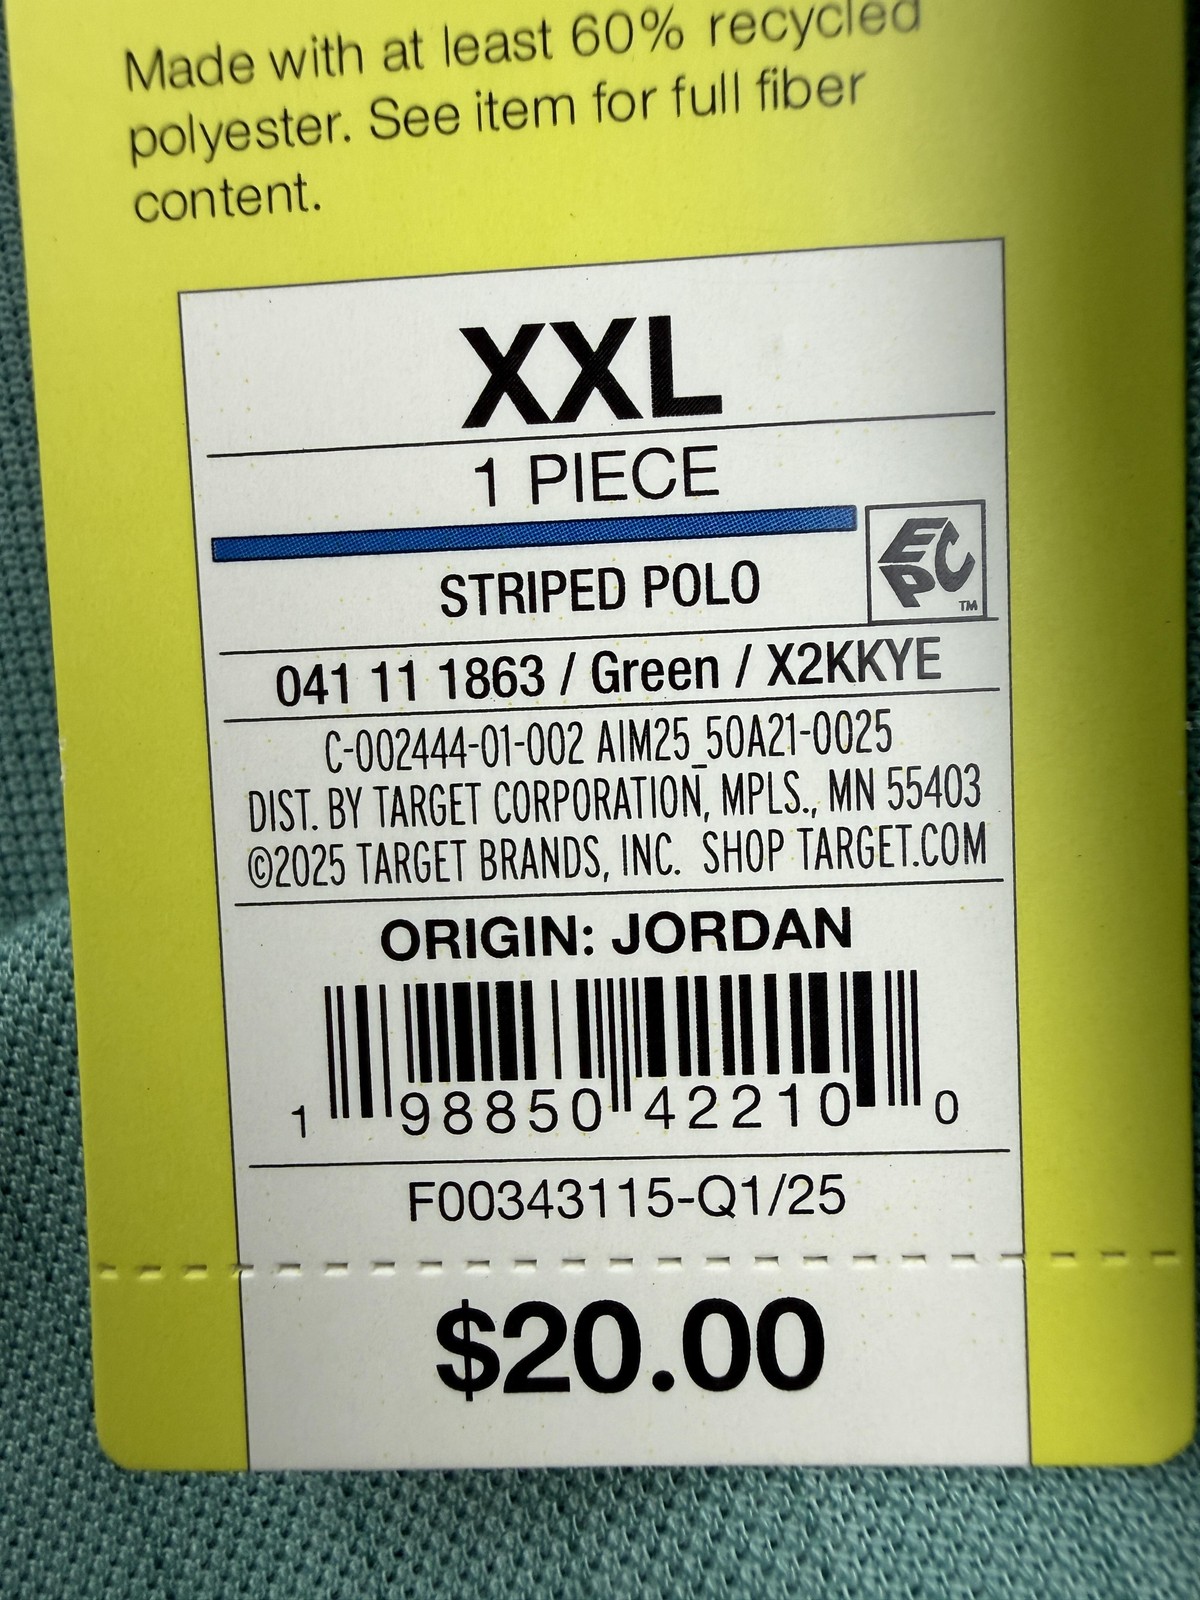 Made with at least 60% recycled
polyester. See item for full fiber
content.
XXL
1 PIECE
EPC
TM
STRIPED POLO
041 11 1863 / Green / X2KKYE
C-002444-01-002 AIM25_50A21-0025
DIST. BY TARGET CORPORATION, MPLS., MN 55403
©2025 TARGET BRANDS, INC. SHOP TARGET.COM
ORIGIN: JORDAN
1 98850 42210 0
F00343115-Q1/25
$20.00